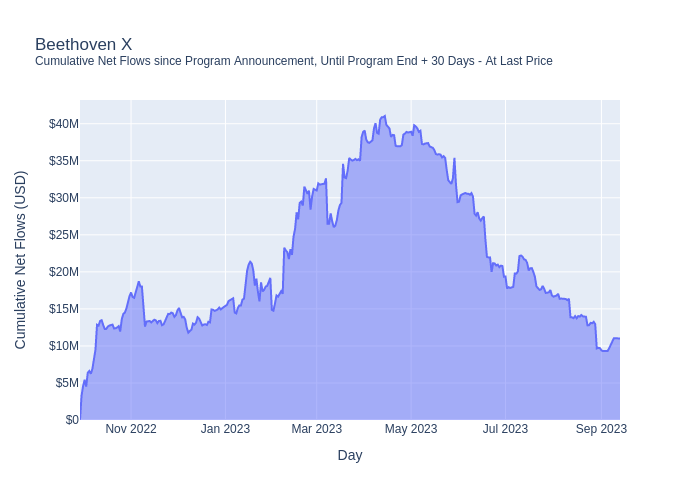 Beethoven X
Cumulative Net Flows since Program Announcement, Until Program End + 30 Days - At Last Price
Cumulative Net Flows (USD)
$40M
$35M
$30M
$25M
$20M
$15M
$10M
$5M
$0
Nov 2022
Jan 2023
Mar 2023
May 2023
Jul 2023
Sep 2023
Day